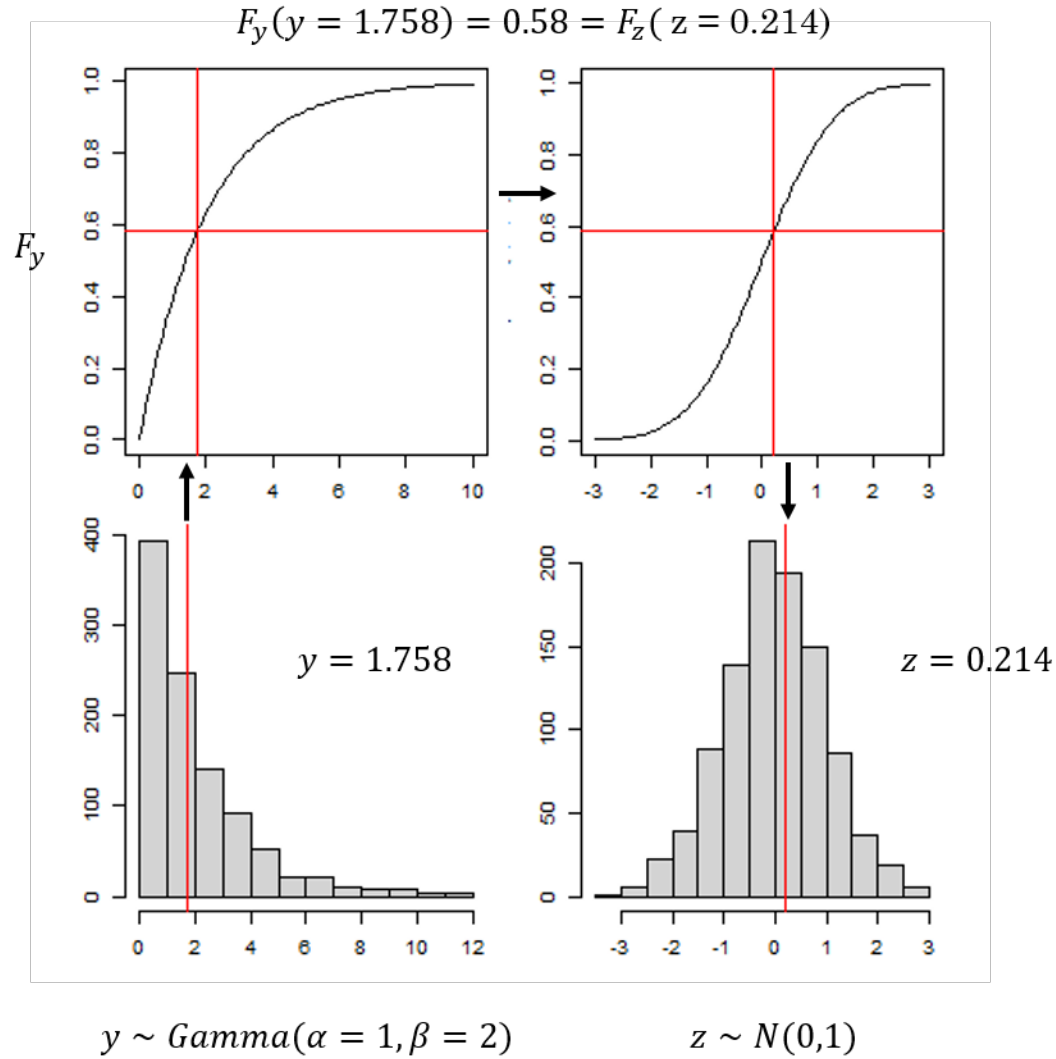 F_y(y = 1.758) = 0.58 = F_z( z = 0.214)
F_y
0.0 0.2 0.4 0.6 0.8 1.0
0 2 4 6 8 10
0.0 0.2 0.4 0.6 0.8 1.0
-3 -2 -1 0 1 2 3
0 100 200 300 400
y = 1.758
0 2 4 6 8 10 12
0 50 100 150 200
z = 0.214
-3 -2 -1 0 1 2 3
y ~ Gamma(α = 1, β = 2)
z ~ N(0,1)